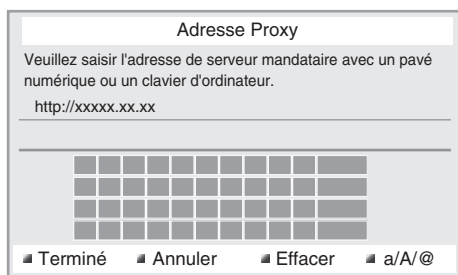 Adresse Proxy
Veuillez saisir l'adresse de serveur mandataire avec un pavé
numérique ou un clavier d'ordinateur.
http://xxxxx.xx.xx
Terminé Annuler Effacer a/A/@